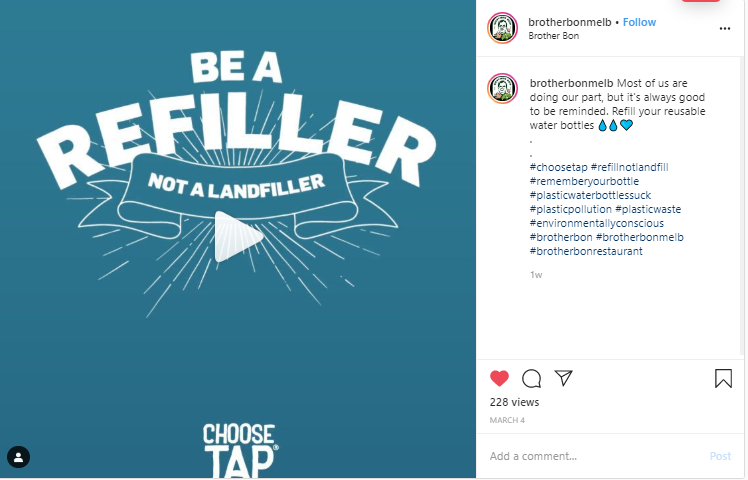 BE A
REFILLER
NOT A LANDFILLER
CHOOSE
TAP®
brotherbonmelb • Follow
Brother Bon
brotherbonmelb Most of us are
doing our part, but it's always good
to be reminded. Refill your reusable
water bottles 💧💧💙
.
.
#choosetap #refillnotlandfill
#rememberyourbottle
#plasticwaterbottlessuck
#plasticpollution #plasticwaste
#environmentallyconscious
#brotherbon #brotherbonmelb
#brotherbonrestaurant
1w
228 views
MARCH 4
Add a comment...
Post